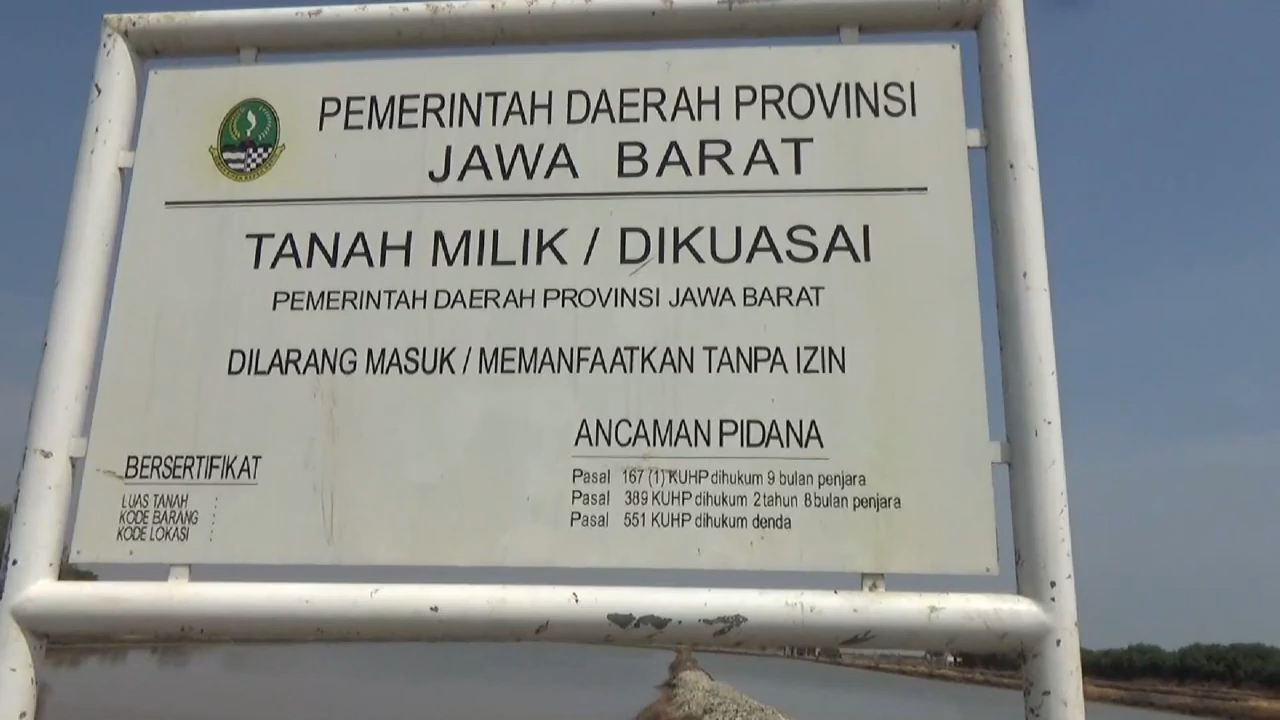 PEMERINTAH DAERAH PROVINSI
JAWA BARAT
TANAH MILIK / DIKUASAI
PEMERINTAH DAERAH PROVINSI JAWA BARAT
DILARANG MASUK / MEMANFAATKAN TANPA IZIN
ANCAMAN PIDANA
Pasal 167 (1) KUHP dihukum 9 bulan penjara
Pasal 389 KUHP dihukum 2 tahun 8 bulan penjara
Pasal 551 KUHP dihukum denda
BERSERTIFIKAT
LUAS TANAH :
KODE BARANG :
KODE LOKASI :